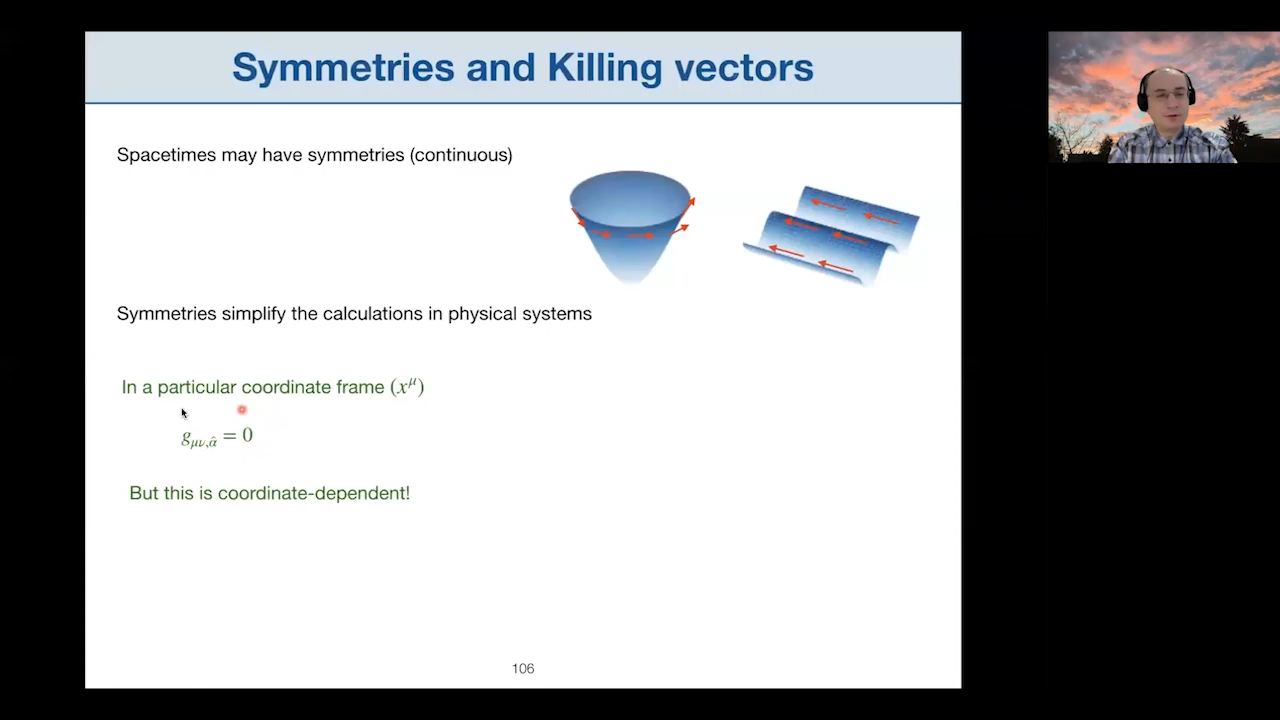 Symmetries and Killing vectors
Spacetimes may have symmetries (continuous)
Symmetries simplify the calculations in physical systems
In a particular coordinate frame (x^μ)
g_{μν,α̂} = 0
But this is coordinate-dependent!
106